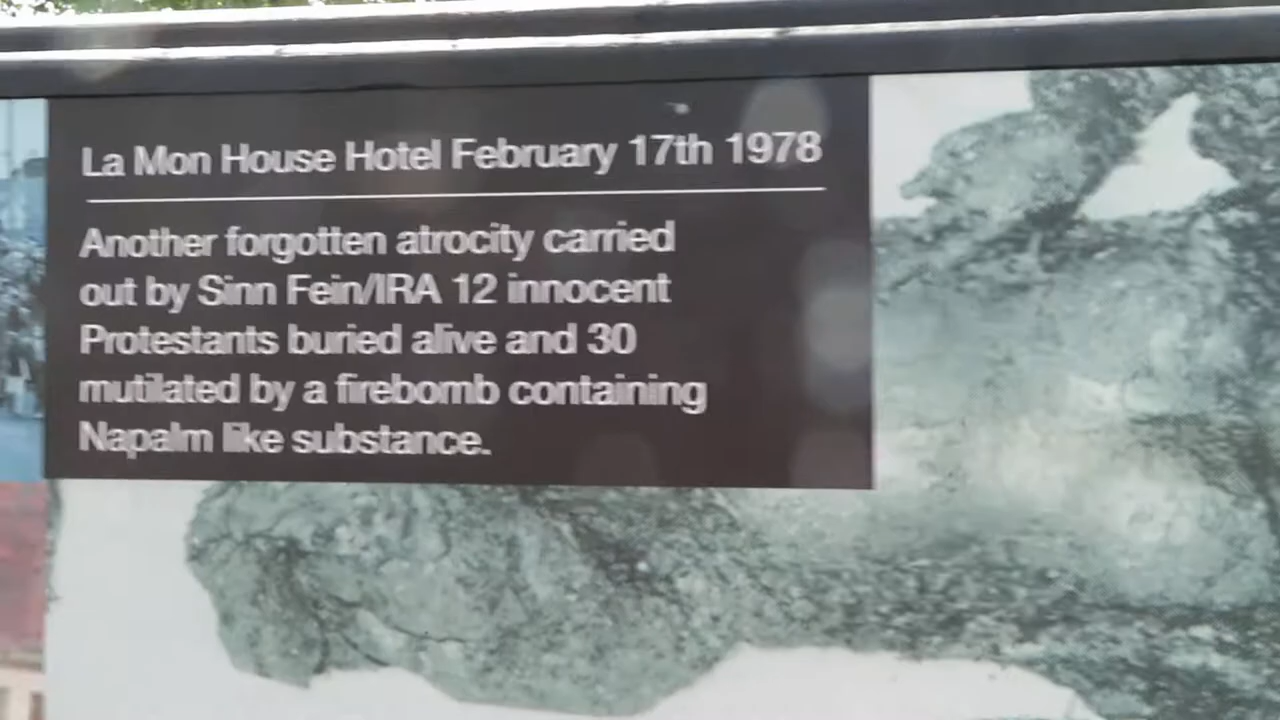 La Mon House Hotel February 17th 1978
Another forgotten atrocity carried
out by Sinn Fein/IRA 12 innocent
Protestants buried alive and 30
mutilated by a firebomb containing
Napalm like substance.